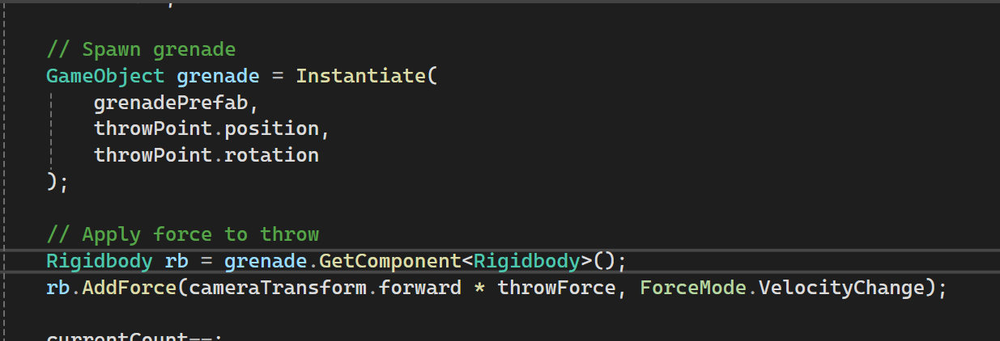 // Spawn grenade
GameObject grenade = Instantiate(
grenadePrefab,
throwPoint.position,
throwPoint.rotation
);
// Apply force to throw
Rigidbody rb = grenade.GetComponent<Rigidbody>();
rb.AddForce(cameraTransform.forward * throwForce, ForceMode.VelocityChange);
currentCount--;